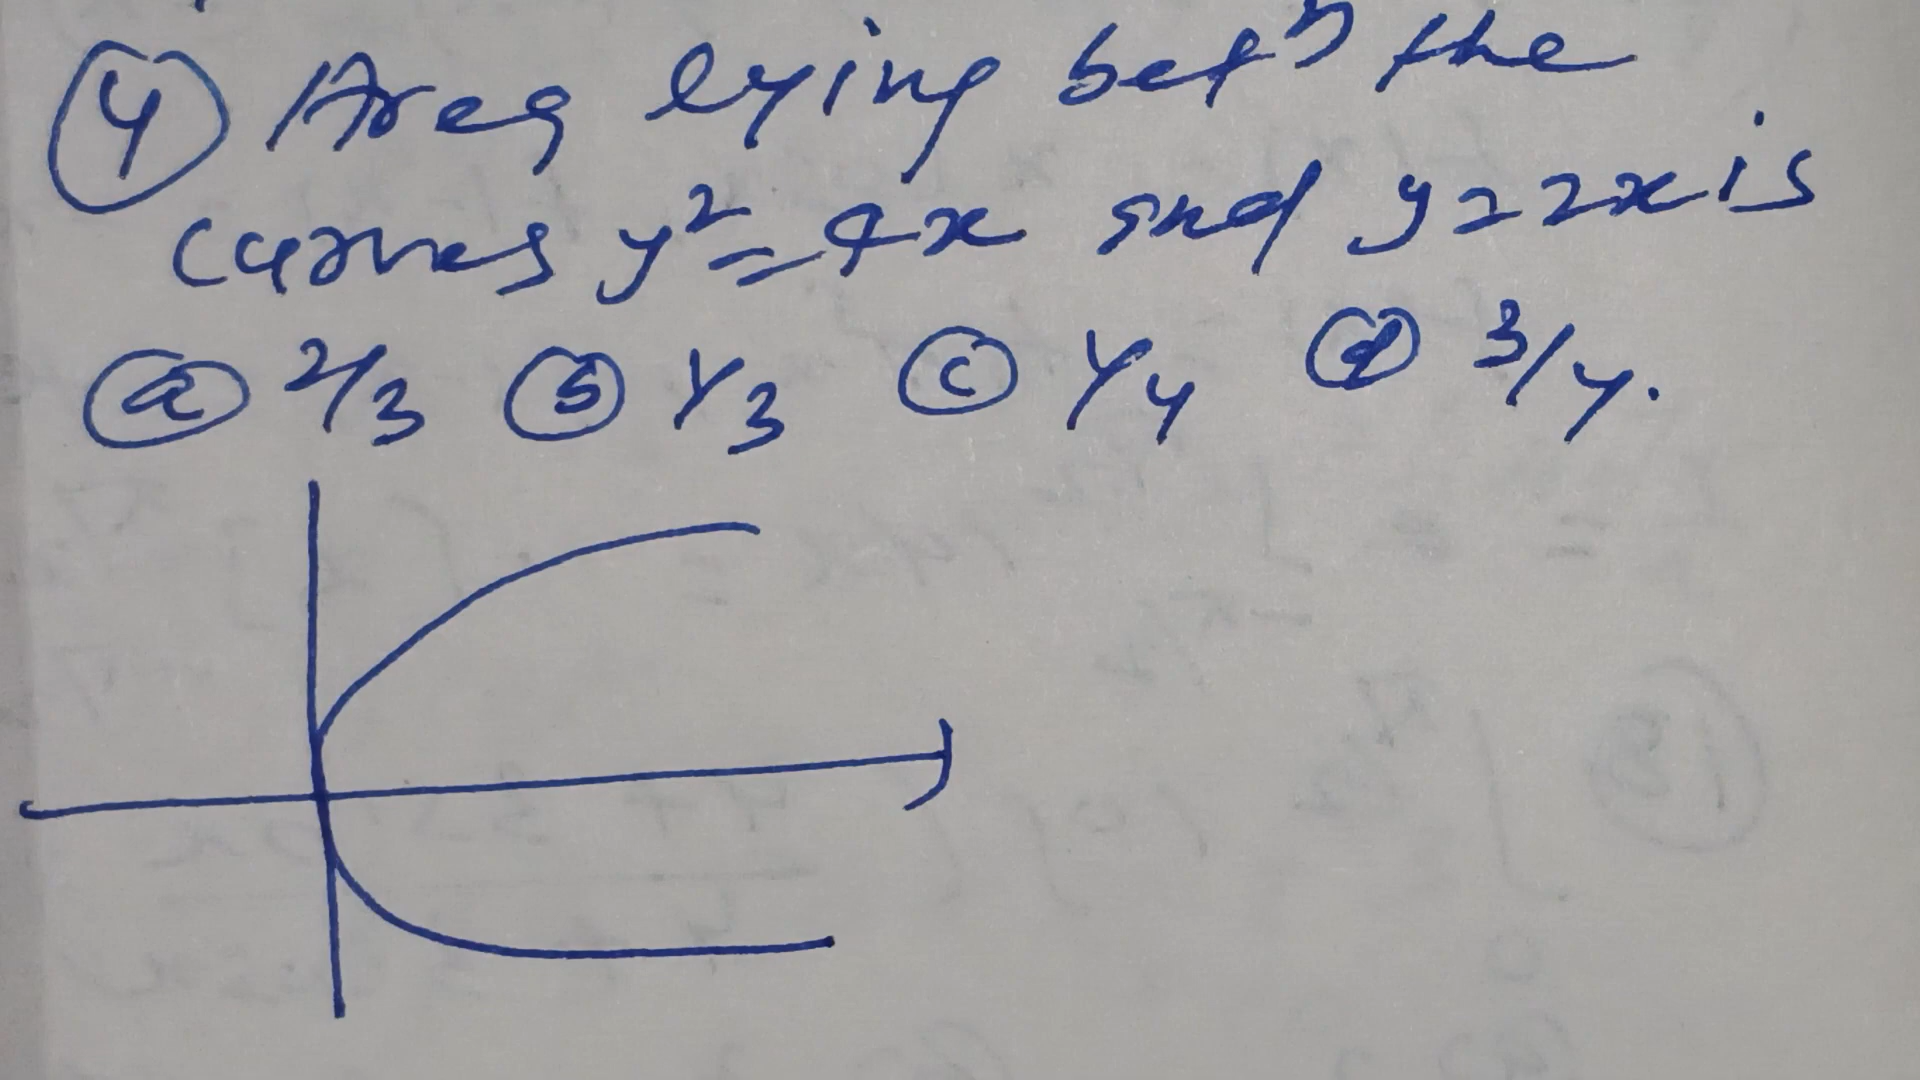 ④ Area lying betⁿ the
curves y² = 4x and y = 2x is
ⓐ 2/3 ⓑ 1/3 ⓒ 1/4 ⓓ 3/4.